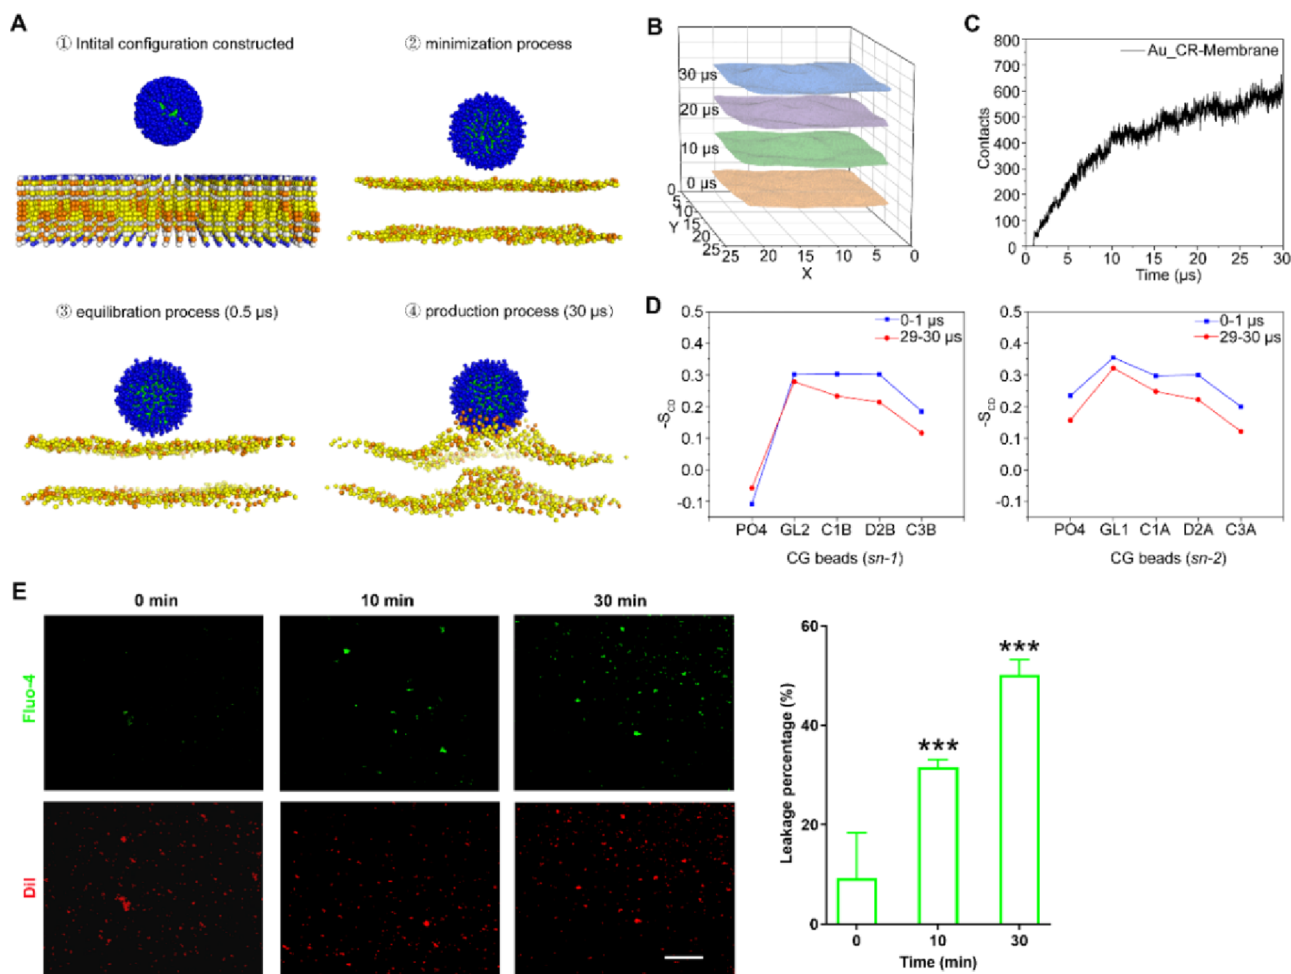 A
① Intital configuration constructed
② minimization process
③ equilibration process (0.5 µs)
④ production process (30 µs)
B
30 µs
20 µs
10 µs
0 µs
0
5
10
15
20
25
Y
25
20
15
10
5
0
X
C
800
700
600
500
400
300
200
100
0
Contacts
Au_CR-Membrane
0
5
10
15
20
25
30
Time (µs)
D
0.5
0.4
0.3
0.2
0.1
0.0
-0.1
-S_CD
0-1 µs
29-30 µs
PO4
GL2
C1B
D2B
C3B
CG beads (sn-1)
0.5
0.4
0.3
0.2
0.1
0.0
-0.1
-S_CD
0-1 µs
29-30 µs
PO4
GL1
C1A
D2A
C3A
CG beads (sn-2)
E
0 min
10 min
30 min
Fluo-4
DiI
60
40
20
0
Leakage percentage (%)
***
***
0
10
30
Time (min)